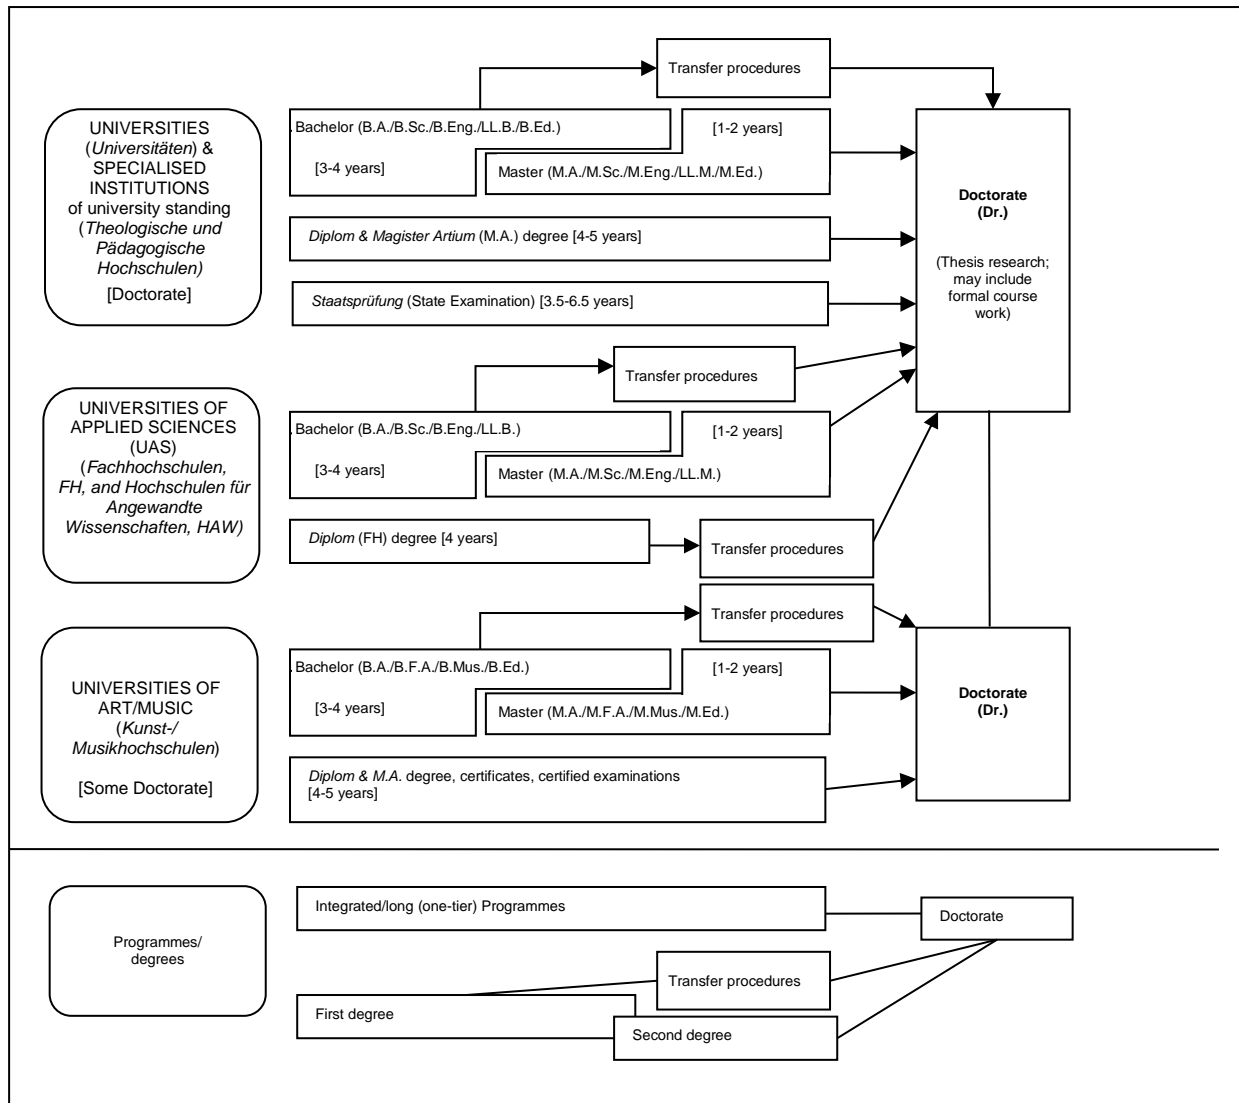 Transfer procedures
UNIVERSITIES
(Universitäten) &
SPECIALISED
INSTITUTIONS
of university standing
(Theologische und
Pädagogische
Hochschulen)
[Doctorate]
. Bachelor (B.A./B.Sc./B.Eng./LL.B./B.Ed.)
[3-4 years]
[1-2 years]
Master (M.A./M.Sc./M.Eng./LL.M./M.Ed.)
Diplom & Magister Artium (M.A.) degree [4-5 years]
Staatsprüfung (State Examination) [3.5-6.5 years]
Doctorate
(Dr.)
(Thesis research;
may include
formal course
work)
Transfer procedures
UNIVERSITIES OF
APPLIED SCIENCES
(UAS)
(Fachhochschulen,
FH, and Hochschulen für
Angewandte
Wissenschaften, HAW)
. Bachelor (B.A./B.Sc./B.Eng./LL.B.)
[3-4 years]
[1-2 years]
Master (M.A./M.Sc./M.Eng./LL.M.)
Diplom (FH) degree [4 years]
Transfer procedures
Transfer procedures
UNIVERSITIES OF
ART/MUSIC
(Kunst-/
Musikhochschulen)
[Some Doctorate]
. Bachelor (B.A./B.F.A./B.Mus./B.Ed.)
[3-4 years]
[1-2 years]
Master (M.A./M.F.A./M.Mus./M.Ed.)
Diplom & M.A. degree, certificates, certified examinations
[4-5 years]
Doctorate
(Dr.)
Programmes/
degrees
Integrated/long (one-tier) Programmes
Doctorate
Transfer procedures
First degree
Second degree